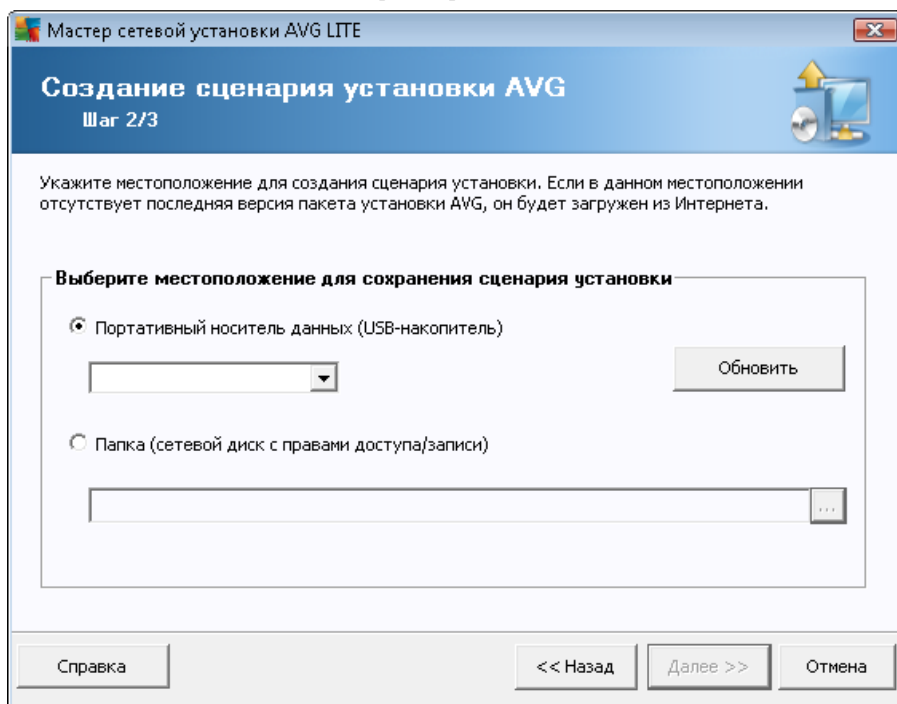 Мастер сетевой установки AVG LITE
Создание сценария установки AVG
Шаг 2/3
Укажите местоположение для создания сценария установки. Если в данном местоположении
отсутствует последняя версия пакета установки AVG, он будет загружен из Интернета.
Выберите местоположение для сохранения сценария установки
Портативный носитель данных (USB-накопитель)
Обновить
Папка (сетевой диск с правами доступа/записи)
...
Справка
<< Назад
Далее >>
Отмена